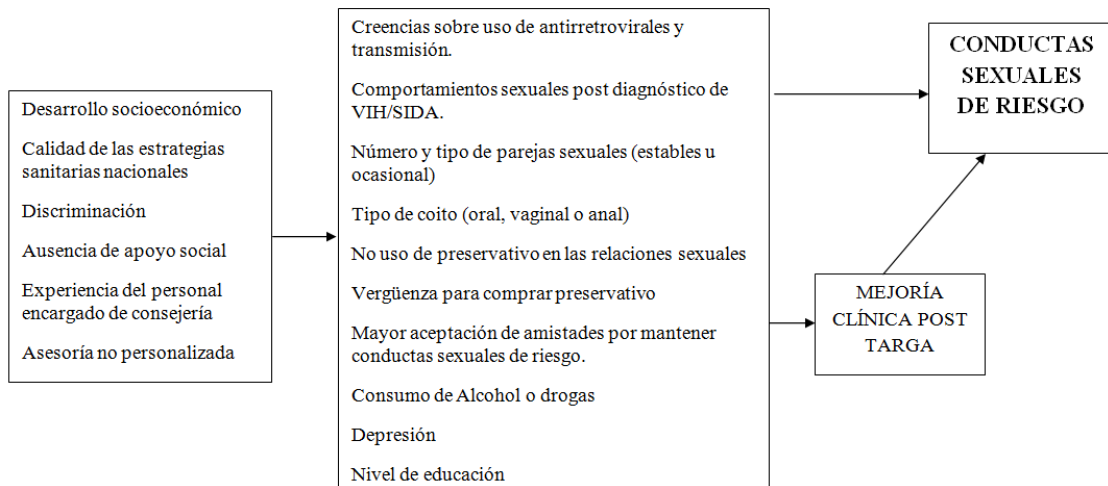 Desarrollo socioeconómico
Calidad de las estrategias
sanitarias nacionales
Discriminación
Ausencia de apoyo social
Experiencia del personal
encargado de consejería
Asesoría no personalizada
Creencias sobre uso de antirretrovirales y
transmisión.
Comportamientos sexuales post diagnóstico de
VIH/SIDA.
Número y tipo de parejas sexuales (estables u
ocasional)
Tipo de coito (oral, vaginal o anal)
No uso de preservativo en las relaciones sexuales
Vergüenza para comprar preservativo
Mayor aceptación de amistades por mantener
conductas sexuales de riesgo.
Consumo de Alcohol o drogas
Depresión
Nivel de educación
CONDUCTAS
SEXUALES
DE RIESGO
MEJORÍA
CLÍNICA POST
TARGA